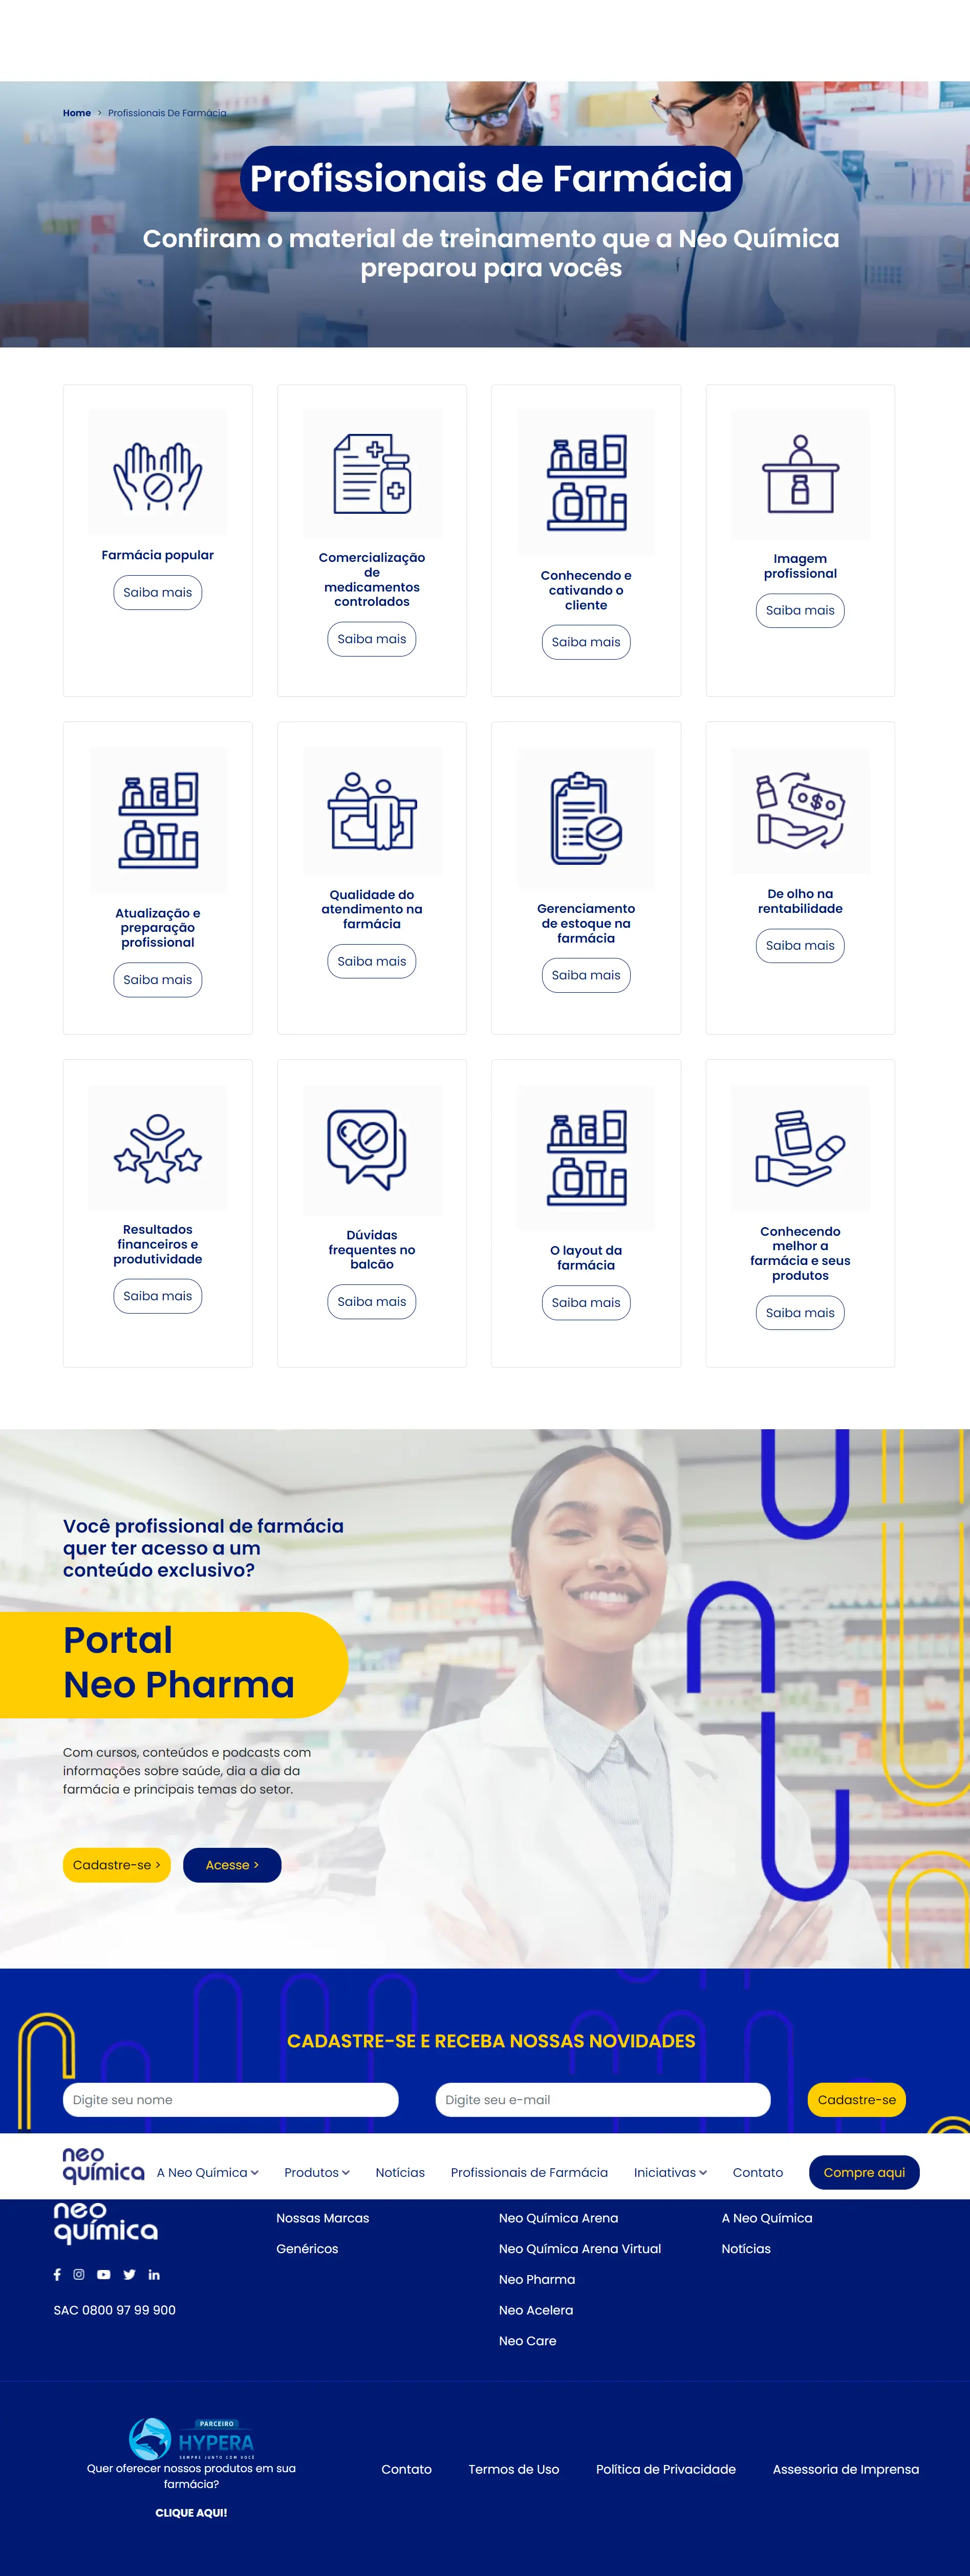 Home > Profissionais De Farmácia
Profissionais de Farmácia
Confiram o material de treinamento que a Neo Química
preparou para vocês
Farmácia popular
Saiba mais
Comercialização
de
medicamentos
controlados
Saiba mais
Conhecendo e
cativando o
cliente
Saiba mais
Imagem
profissional
Saiba mais
Atualização e
preparação
profissional
Saiba mais
Qualidade do
atendimento na
farmácia
Saiba mais
Gerenciamento
de estoque na
farmácia
Saiba mais
De olho na
rentabilidade
Saiba mais
Resultados
financeiros e
produtividade
Saiba mais
Dúvidas
frequentes no
balcão
Saiba mais
O layout da
farmácia
Saiba mais
Conhecendo
melhor a
farmácia e seus
produtos
Saiba mais
Você profissional de farmácia
quer ter acesso a um
conteúdo exclusivo?
Portal
Neo Pharma
Com cursos, conteúdos e podcasts com
informações sobre saúde, dia a dia da
farmácia e principais temas do setor.
Cadastre-se >
Acesse >
CADASTRE-SE E RECEBA NOSSAS NOVIDADES
Digite seu nome
Digite seu e-mail
Cadastre-se
neo
química
A Neo Química
Produtos
Notícias
Profissionais de Farmácia
Iniciativas
Contato
Compre aqui
neo
química
SAC 0800 97 99 900
Nossas Marcas
Genéricos
Neo Química Arena
Neo Química Arena Virtual
Neo Pharma
Neo Acelera
Neo Care
A Neo Química
Notícias
PARCEIRO
HYPERA
SEMPRE JUNTO COM VOCÊ
Quer oferecer nossos produtos em sua
farmácia?
CLIQUE AQUI!
Contato
Termos de Uso
Política de Privacidade
Assessoria de Imprensa